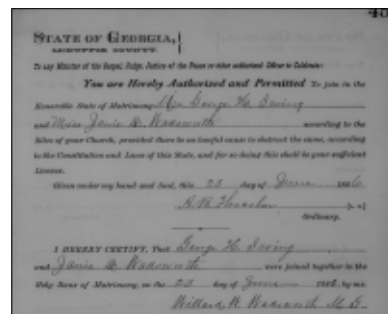 STATE OF GEORGIA,
SUMTER COUNTY.
To any Minister of the Gospel, Judge, Justice of the Peace or other authorized Officer to Celebrate:
You are Hereby Authorized and Permitted To join in the
Honorable State of Matrimony Mr George H. Irving
and Miss Janie D. Wadsworth according to the
Rites of your Church, provided there be no lawful cause to obstruct the same, according
to the Constitution and Laws of this State, and for so doing this shall be your sufficient
License.
Given under my hand and Seal, this 23 day of June 1886
A. B. [L. S.]
Ordinary.
I HEREBY CERTIFY, That George H. Irving
and Janie D. Wadsworth were joined together in the
Holy Bans of Matrimony, on the 23 day of June 1886, by me
Willard W. Wadsworth M. G.